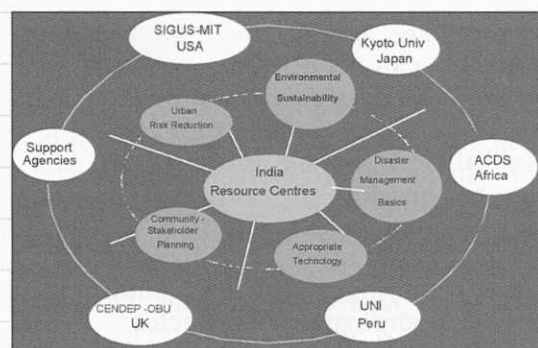 SIGUS-MIT
USA
Kyoto Univ
Japan
Environmental
Sustainability
Urban
Risk Reduction
Support
Agencies
India
Resource Centres
Disaster
Management
Basics
ACDS
Africa
Community -
Stakeholder
Planning
Appropriate
Technology
CENDEP -OBU
UK
UNI
Peru